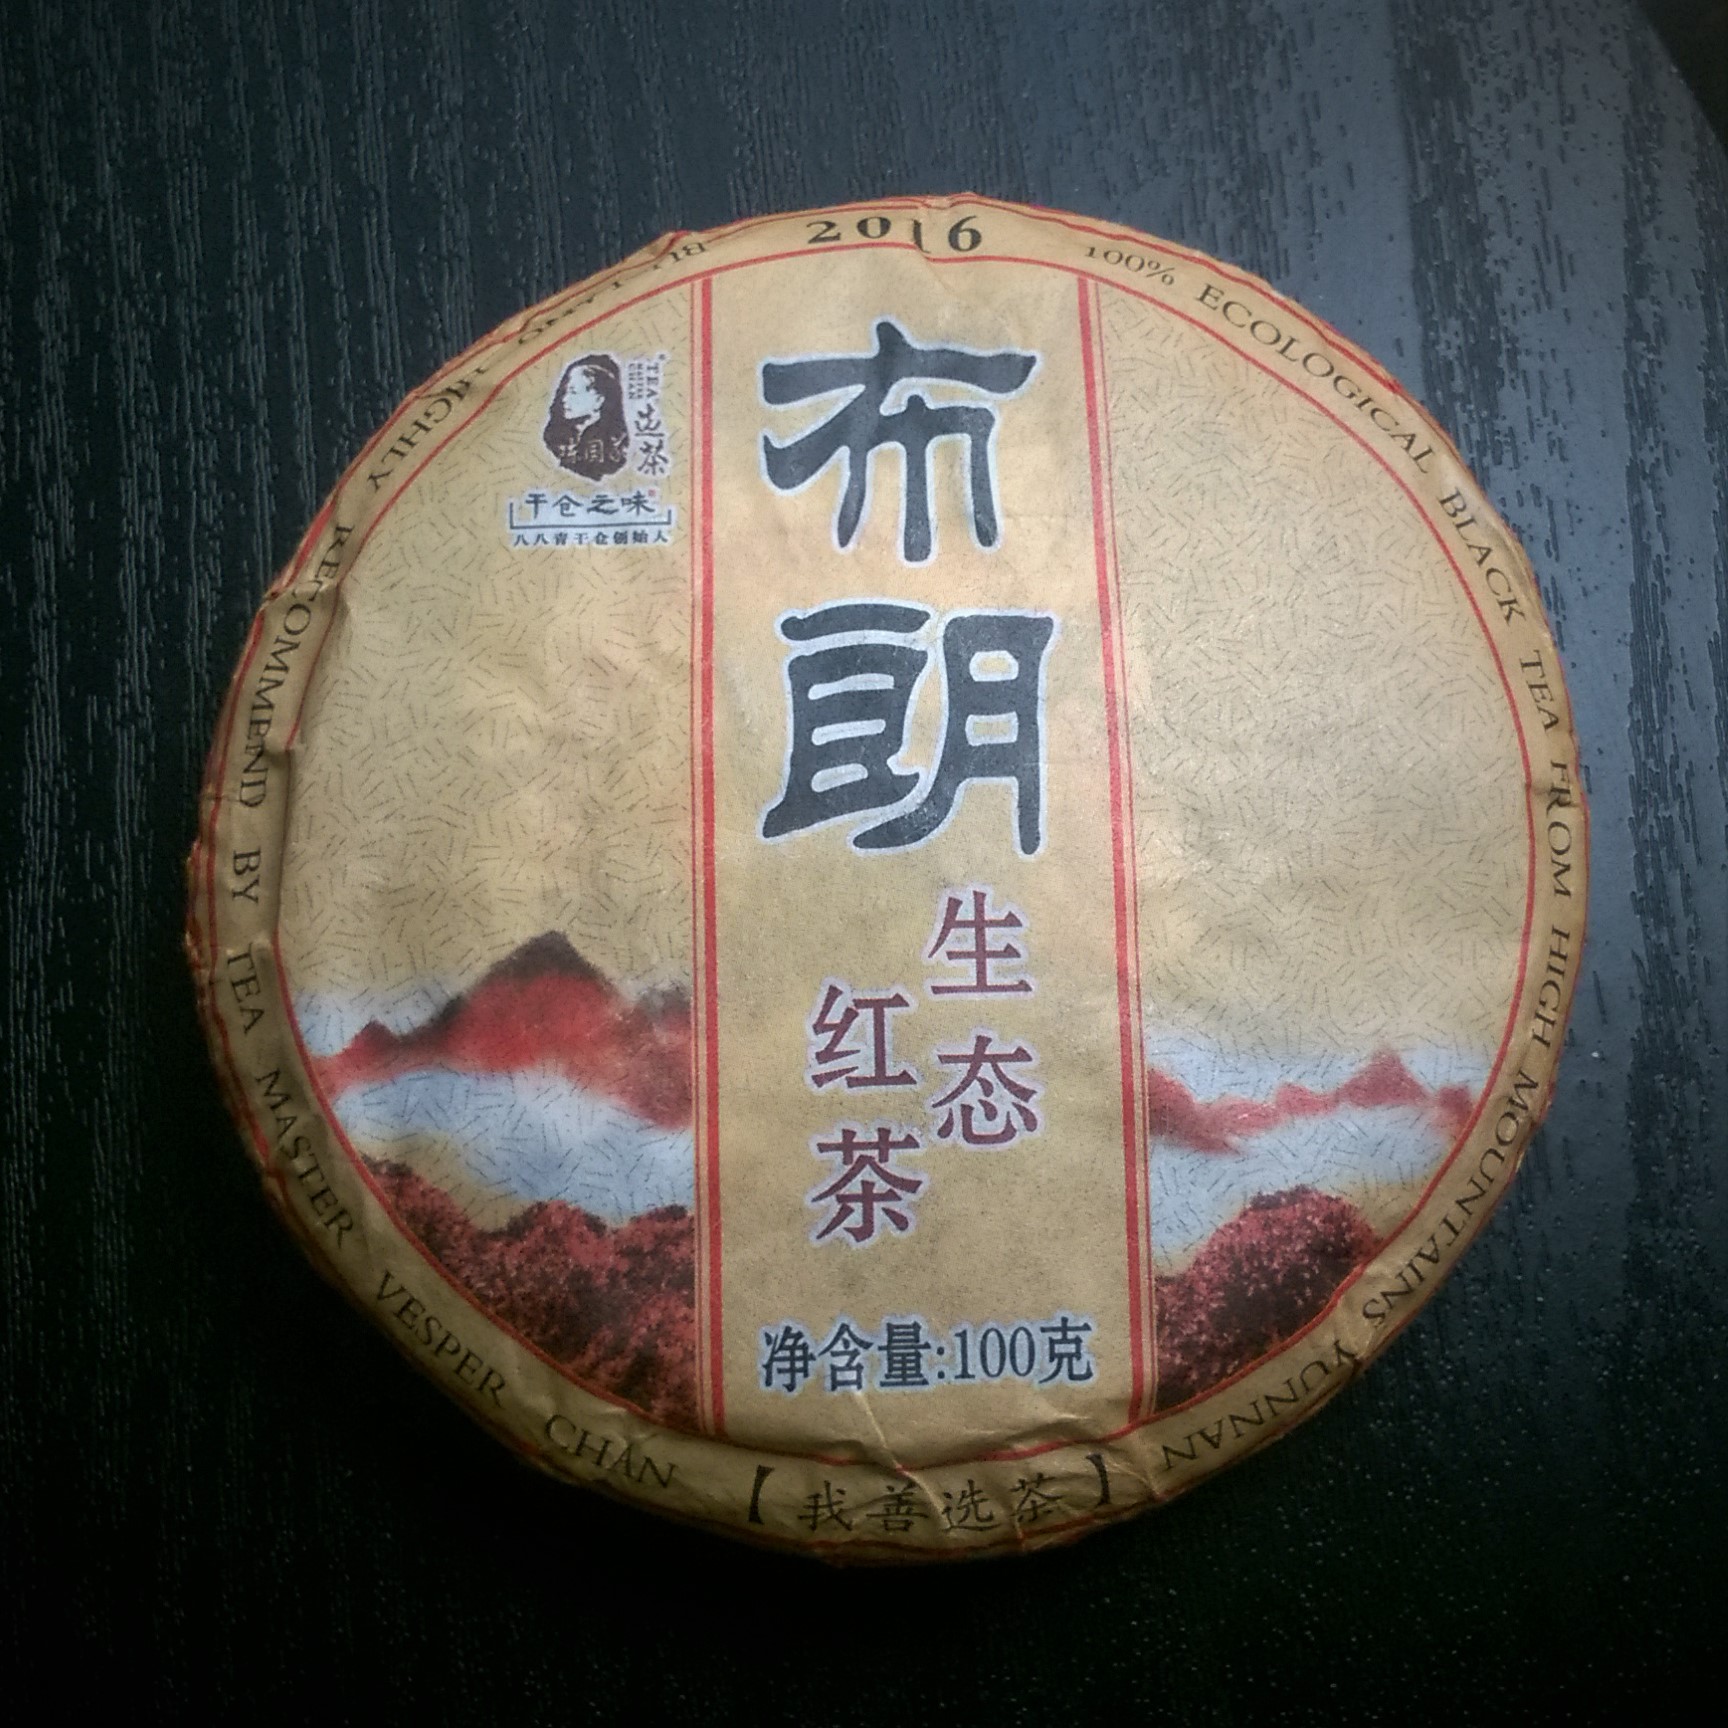 2016
100% ECOLOGICAL BLACK TEA FROM HIGH MOUNTAINS YUNNAN
HIGHLY RECOMMEND BY TEA MASTER VESPER CHAN
TEA
选茶
干仓之味
八八青干仓创始人
布朗
生态
红茶
净含量:100克
【我善选茶】